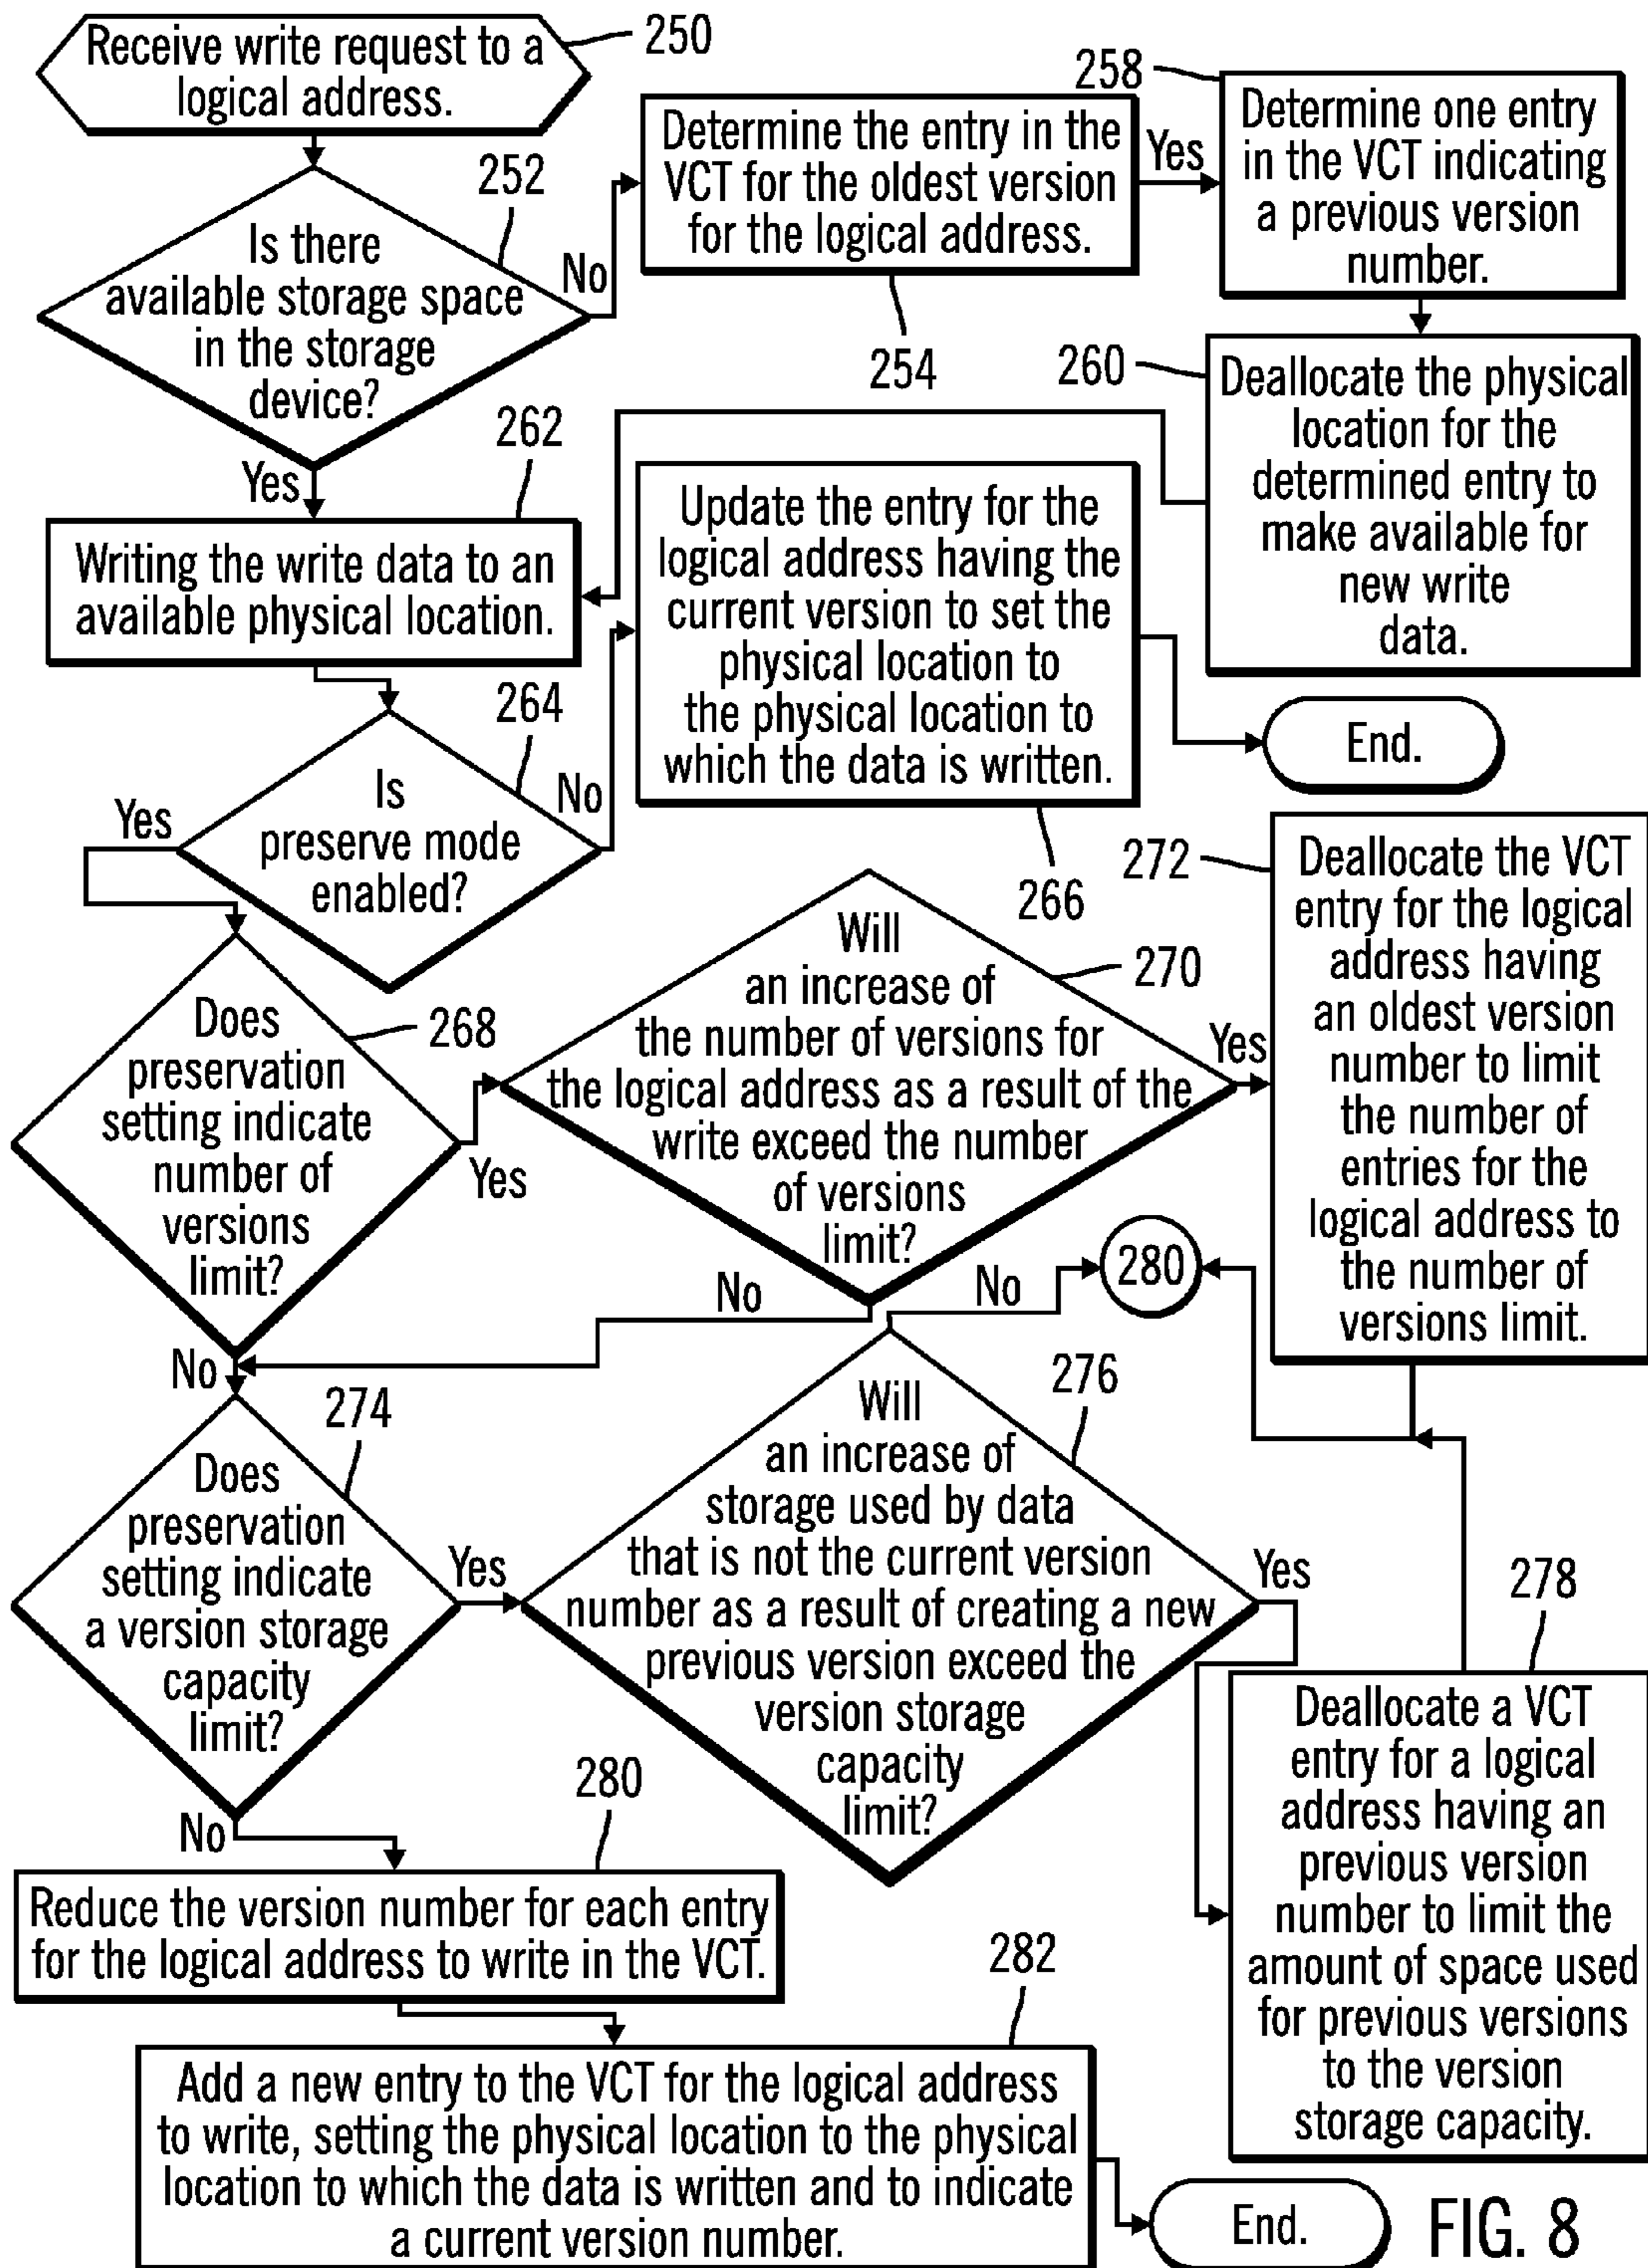 Receive write request to a
logical address.
250
Is there
available storage space
in the storage
device?
252
No
Yes
Determine the entry in the
VCT for the oldest version
for the logical address.
254
Yes
258
Determine one entry
in the VCT indicating
a previous version
number.
260
Deallocate the physical
location for the
determined entry to
make available for
new write
data.
262
Writing the write data to an
available physical location.
264
Is
preserve mode
enabled?
Yes
No
Update the entry for the
logical address having the
current version to set the
physical location to
the physical location to
which the data is written.
266
End.
Does
preservation
setting indicate
number of
versions
limit?
268
Yes
No
Will
an increase of
the number of versions for
the logical address as a result of the
write exceed the number
of versions
limit?
270
Yes
No
272
Deallocate the VCT
entry for the logical
address having
an oldest version
number to limit
the number of
entries for the
logical address to
the number of
versions limit.
280
274
Does
preservation
setting indicate
a version storage
capacity
limit?
Yes
No
276
Will
an increase of
storage used by data
that is not the current version
number as a result of creating a new
previous version exceed the
version storage
capacity
limit?
No
Yes
278
Deallocate a VCT
entry for a logical
address having an
previous version
number to limit the
amount of space used
for previous versions
to the version
storage capacity.
280
Reduce the version number for each entry
for the logical address to write in the VCT.
282
Add a new entry to the VCT for the logical address
to write, setting the physical location to the physical
location to which the data is written and to indicate
a current version number.
End.
FIG. 8